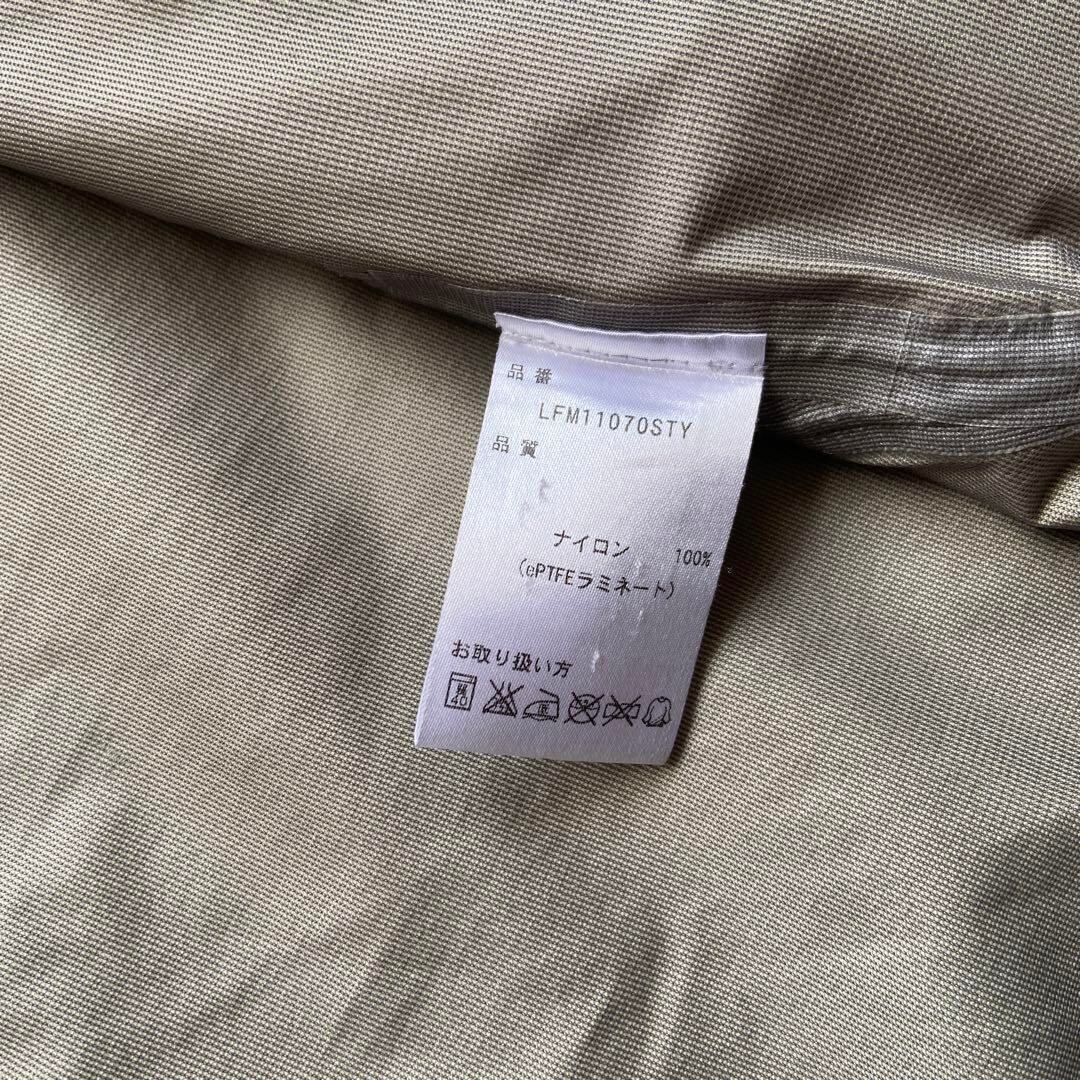 品番
LFM11070STY
品質
ナイロン 100%
(ePTFEラミネート)
お取り扱い方
40